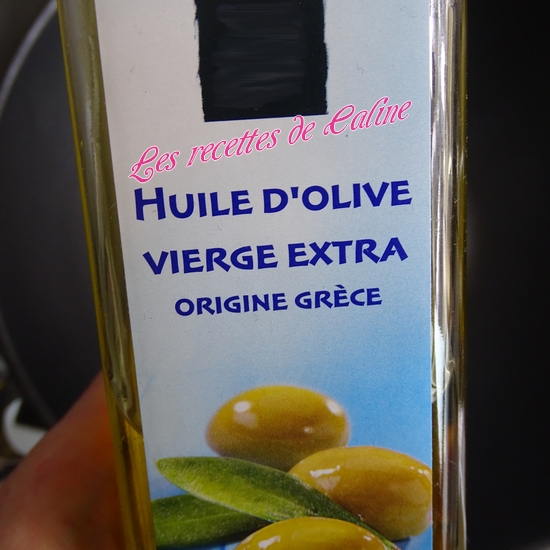 Les recettes de Caline
HUILE D'OLIVE
VIERGE EXTRA
ORIGINE GRÈCE